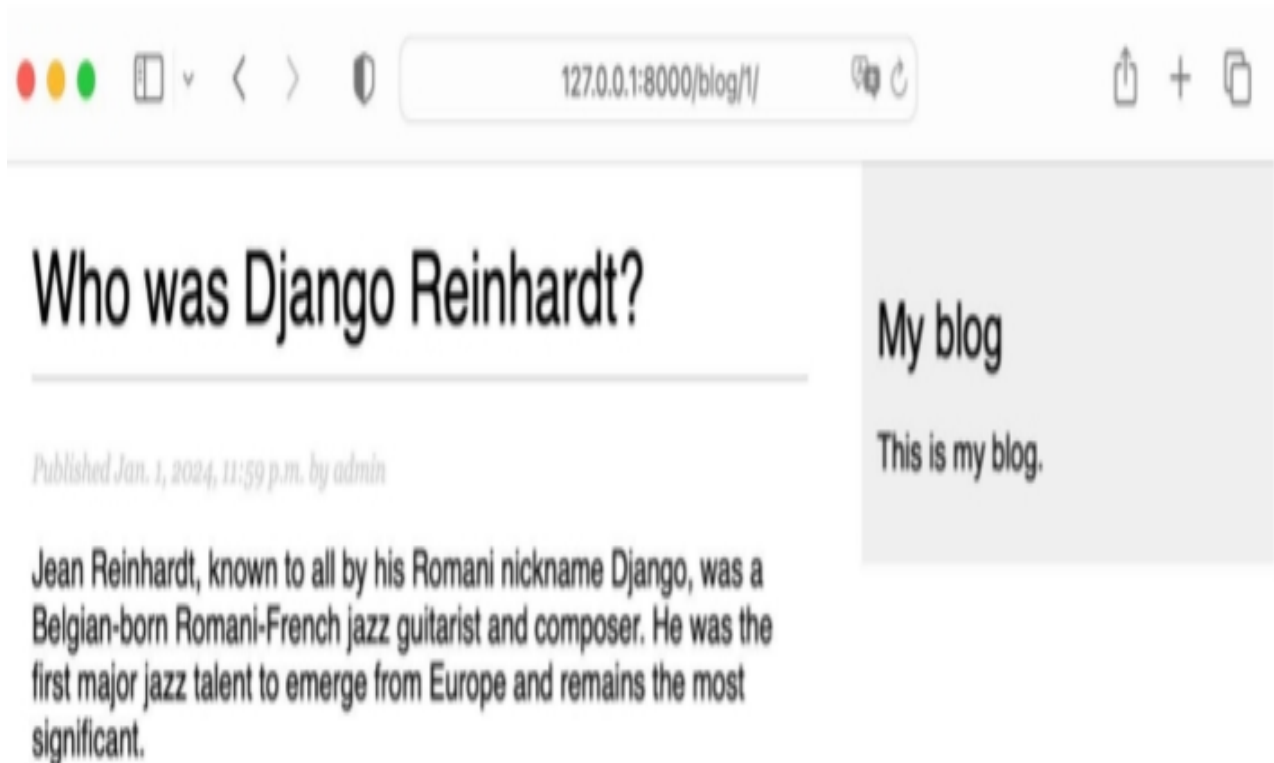 127.0.0.1:8000/blog/1/
Who was Django Reinhardt?
Published Jan. 1, 2024, 11:59 p.m. by admin
Jean Reinhardt, known to all by his Romani nickname Django, was a
Belgian-born Romani-French jazz guitarist and composer. He was the
first major jazz talent to emerge from Europe and remains the most
significant.
My blog
This is my blog.